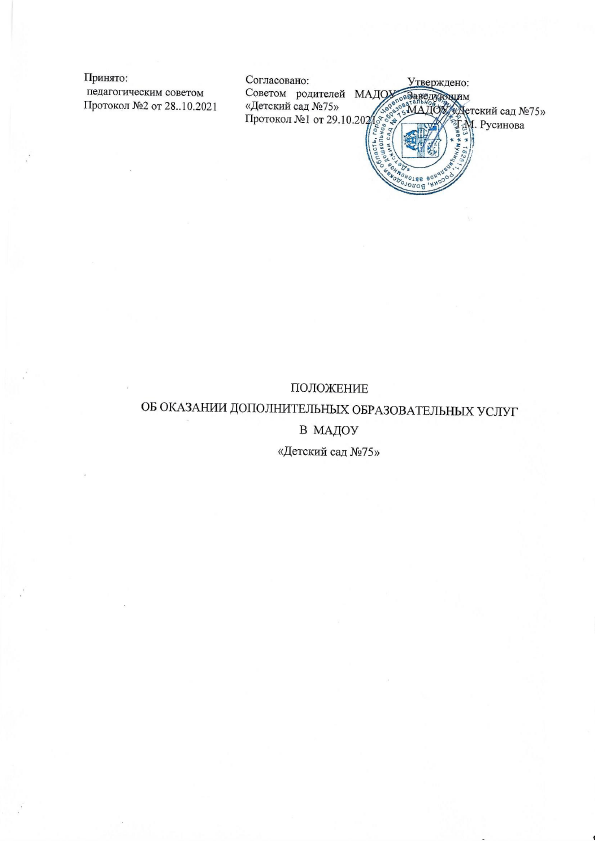 Принято:
педагогическим советом
Протокол №2 от 28..10.2021
Согласовано:
Советом родителей МАДОУ
«Детский сад №75»
Протокол №1 от 29.10.2021
Утверждено:
Заведующим
МАДОУ «Детский сад №75»
М. Русинова
ПОЛОЖЕНИЕ
ОБ ОКАЗАНИИ ДОПОЛНИТЕЛЬНЫХ ОБРАЗОВАТЕЛЬНЫХ УСЛУГ
В МАДОУ
«Детский сад №75»